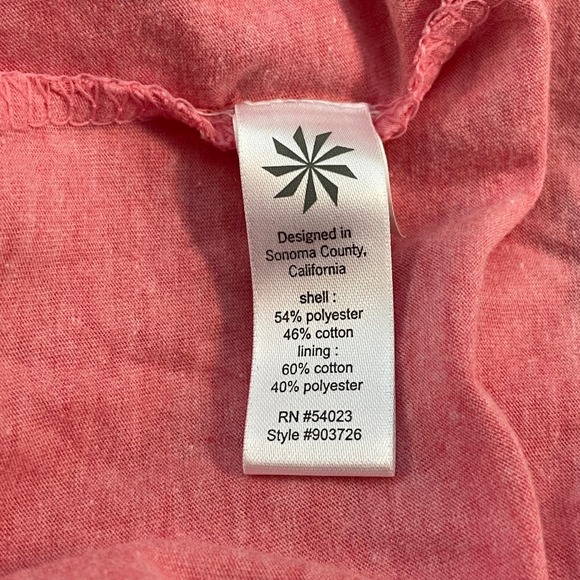 Designed in
Sonoma County,
California
shell :
54% polyester
46% cotton
lining :
60% cotton
40% polyester
RN #54023
Style #903726